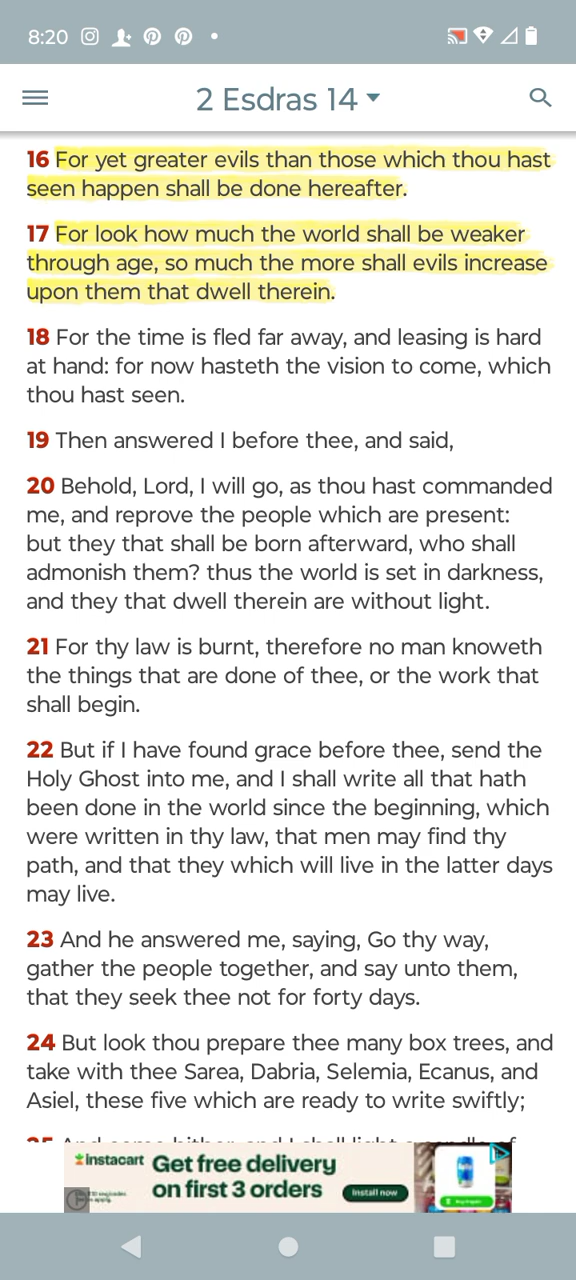 8:20
2 Esdras 14
16 For yet greater evils than those which thou hast
seen happen shall be done hereafter.
17 For look how much the world shall be weaker
through age, so much the more shall evils increase
upon them that dwell therein.
18 For the time is fled far away, and leasing is hard
at hand: for now hasteth the vision to come, which
thou hast seen.
19 Then answered I before thee, and said,
20 Behold, Lord, I will go, as thou hast commanded
me, and reprove the people which are present:
but they that shall be born afterward, who shall
admonish them? thus the world is set in darkness,
and they that dwell therein are without light.
21 For thy law is burnt, therefore no man knoweth
the things that are done of thee, or the work that
shall begin.
22 But if I have found grace before thee, send the
Holy Ghost into me, and I shall write all that hath
been done in the world since the beginning, which
were written in thy law, that men may find thy
path, and that they which will live in the latter days
may live.
23 And he answered me, saying, Go thy way,
gather the people together, and say unto them,
that they seek thee not for forty days.
24 But look thou prepare thee many box trees, and
take with thee Sarea, Dabria, Selemia, Ecanus, and
Asiel, these five which are ready to write swiftly;
instacart
Get free delivery
on first 3 orders
Install now